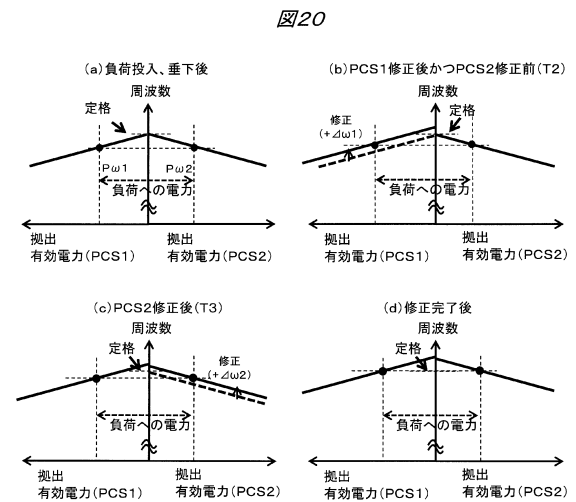 図20
(a)負荷投入、垂下後
周波数
定格
Pω1
Pω2
負荷への電力
拠出
有効電力(PCS1)
拠出
有効電力(PCS2)
(b)PCS1修正後かつPCS2修正前(T2)
周波数
定格
修正
(+⊿ω1)
負荷への電力
拠出
有効電力(PCS1)
拠出
有効電力(PCS2)
(c)PCS2修正後(T3)
周波数
定格
修正
(+⊿ω2)
負荷への電力
拠出
有効電力(PCS1)
拠出
有効電力(PCS2)
(d)修正完了後
周波数
定格
負荷への電力
拠出
有効電力(PCS1)
拠出
有効電力(PCS2)